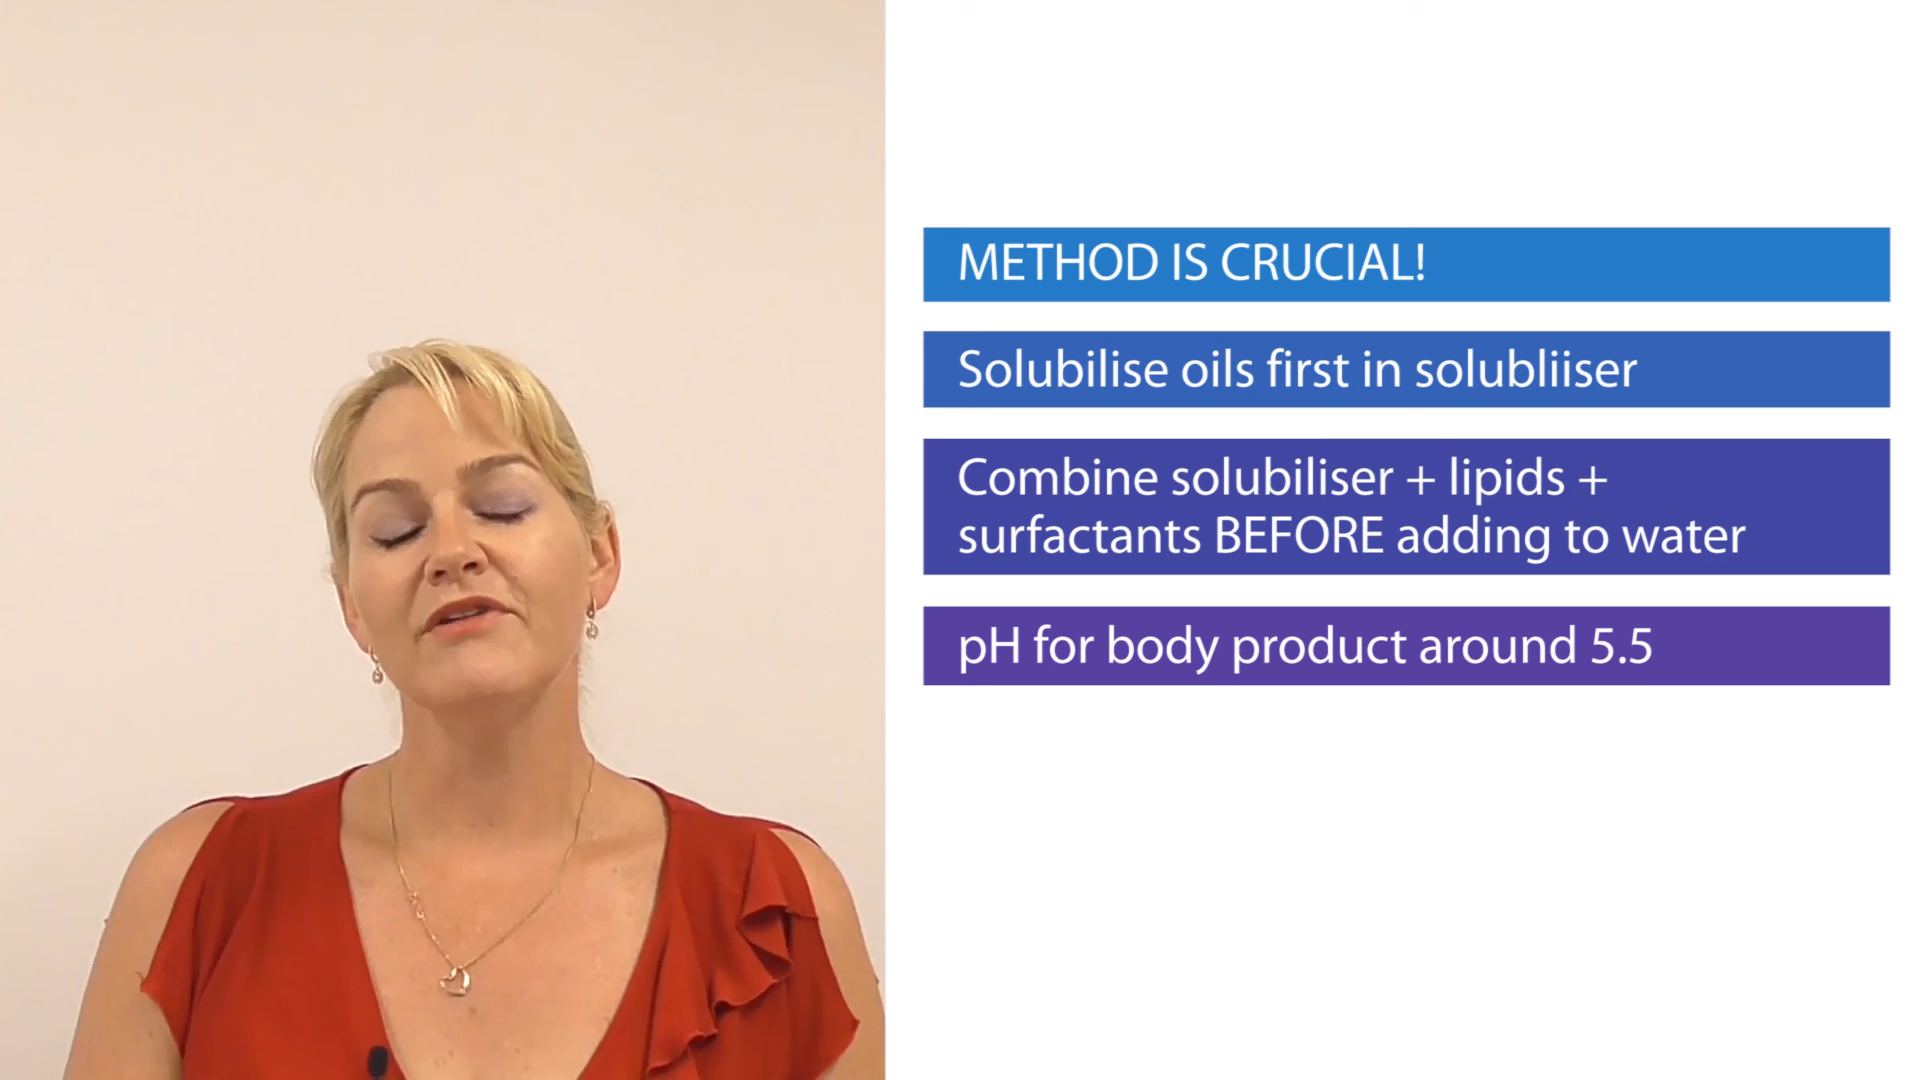 METHOD IS CRUCIAL!
Solubilise oils first in solubliiser
Combine solubiliser + lipids +
surfactants BEFORE adding to water
pH for body product around 5.5